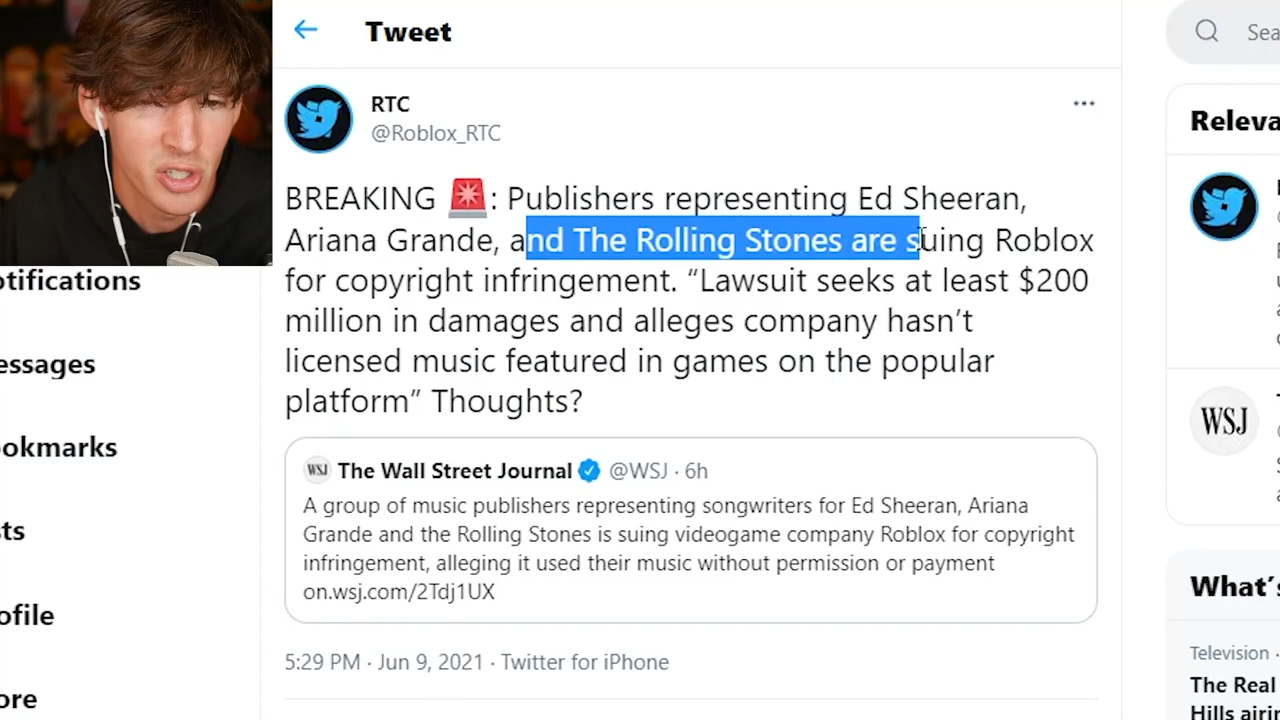 Tweet
RTC
@Roblox_RTC
BREAKING 🚨: Publishers representing Ed Sheeran,
Ariana Grande, and The Rolling Stones are suing Roblox
for copyright infringement. “Lawsuit seeks at least $200
million in damages and alleges company hasn’t
licensed music featured in games on the popular
platform” Thoughts?
WSJ The Wall Street Journal @WSJ · 6h
A group of music publishers representing songwriters for Ed Sheeran, Ariana
Grande and the Rolling Stones is suing videogame company Roblox for copyright
infringement, alleging it used their music without permission or payment
on.wsj.com/2Tdj1UX
5:29 PM · Jun 9, 2021 · Twitter for iPhone
otifications
essages
ookmarks
sts
ofile
ore
Sea
Releva
WSJ
What’s
Television ·
The Real
Hills airi